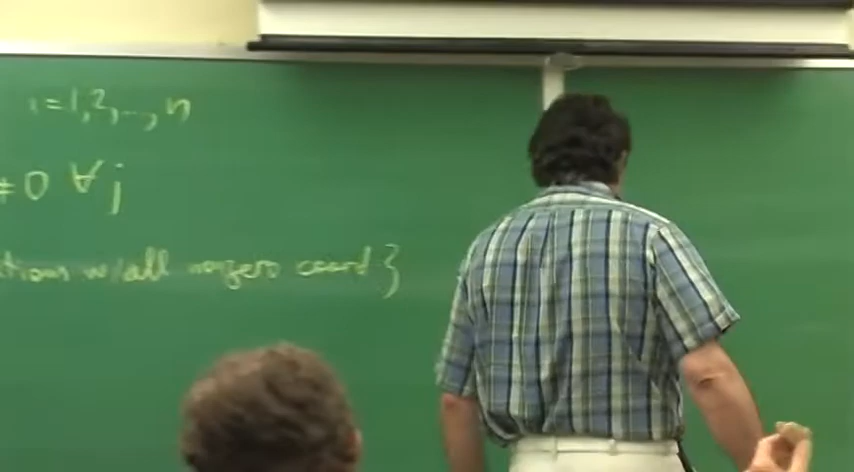 i=1,2,...,n
≠0 ∀j
tions w/all nonzero coord }